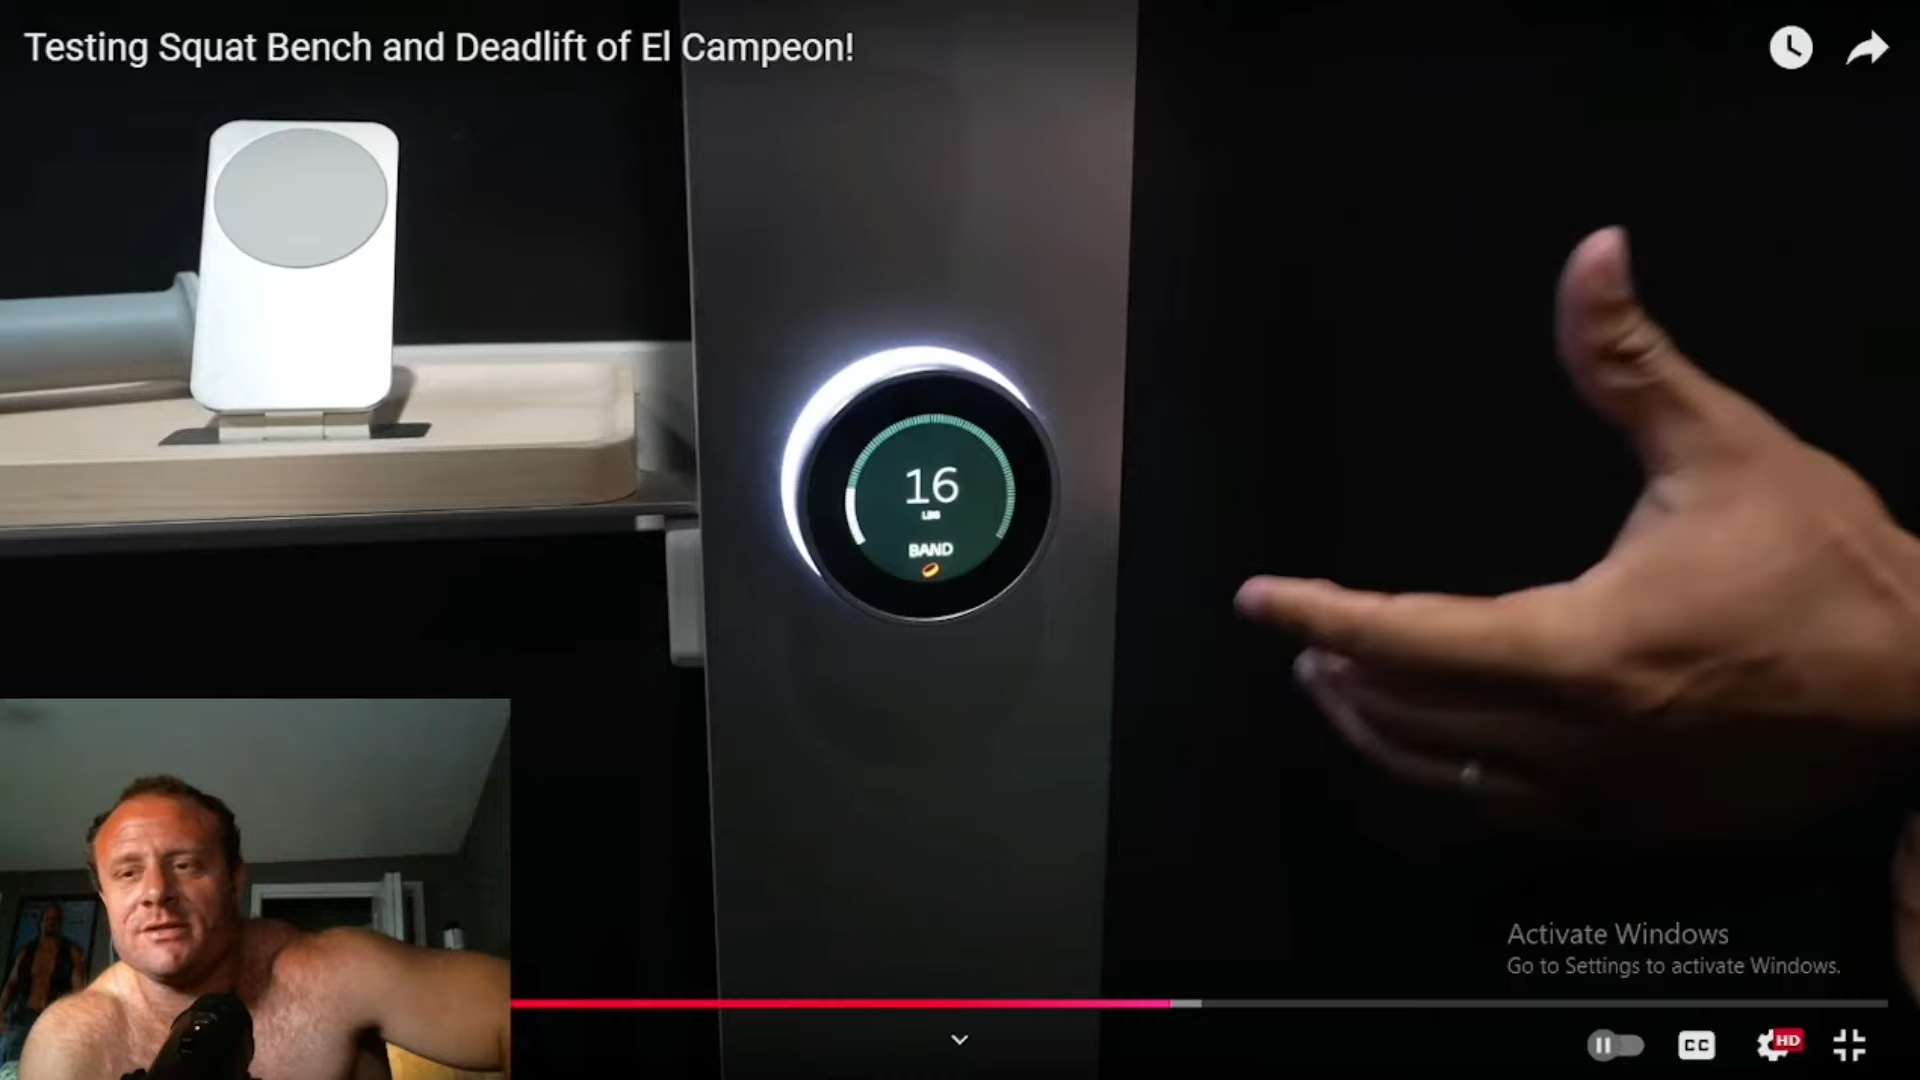 Testing Squat Bench and Deadlift of El Campeon!
16
LBS
BAND
Activate Windows
Go to Settings to activate Windows.
CC
HD